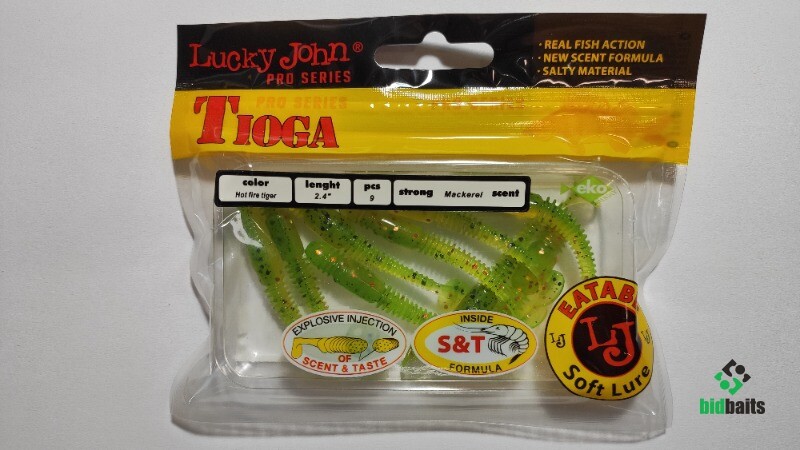 Lucky John®
PRO SERIES
· REAL FISH ACTION
· NEW SCENT FORMULA
· SALTY MATERIAL
TIOGA
PRO SERIES
color
Hot fire tiger
lenght
2.4"
pcs
9
strong Mackerel scent
eko
EXPLOSIVE INJECTION
OF
SCENT & TASTE
INSIDE
S&T
FORMULA
EATABL
LJ
LJ
Soft Lure
bidbaits